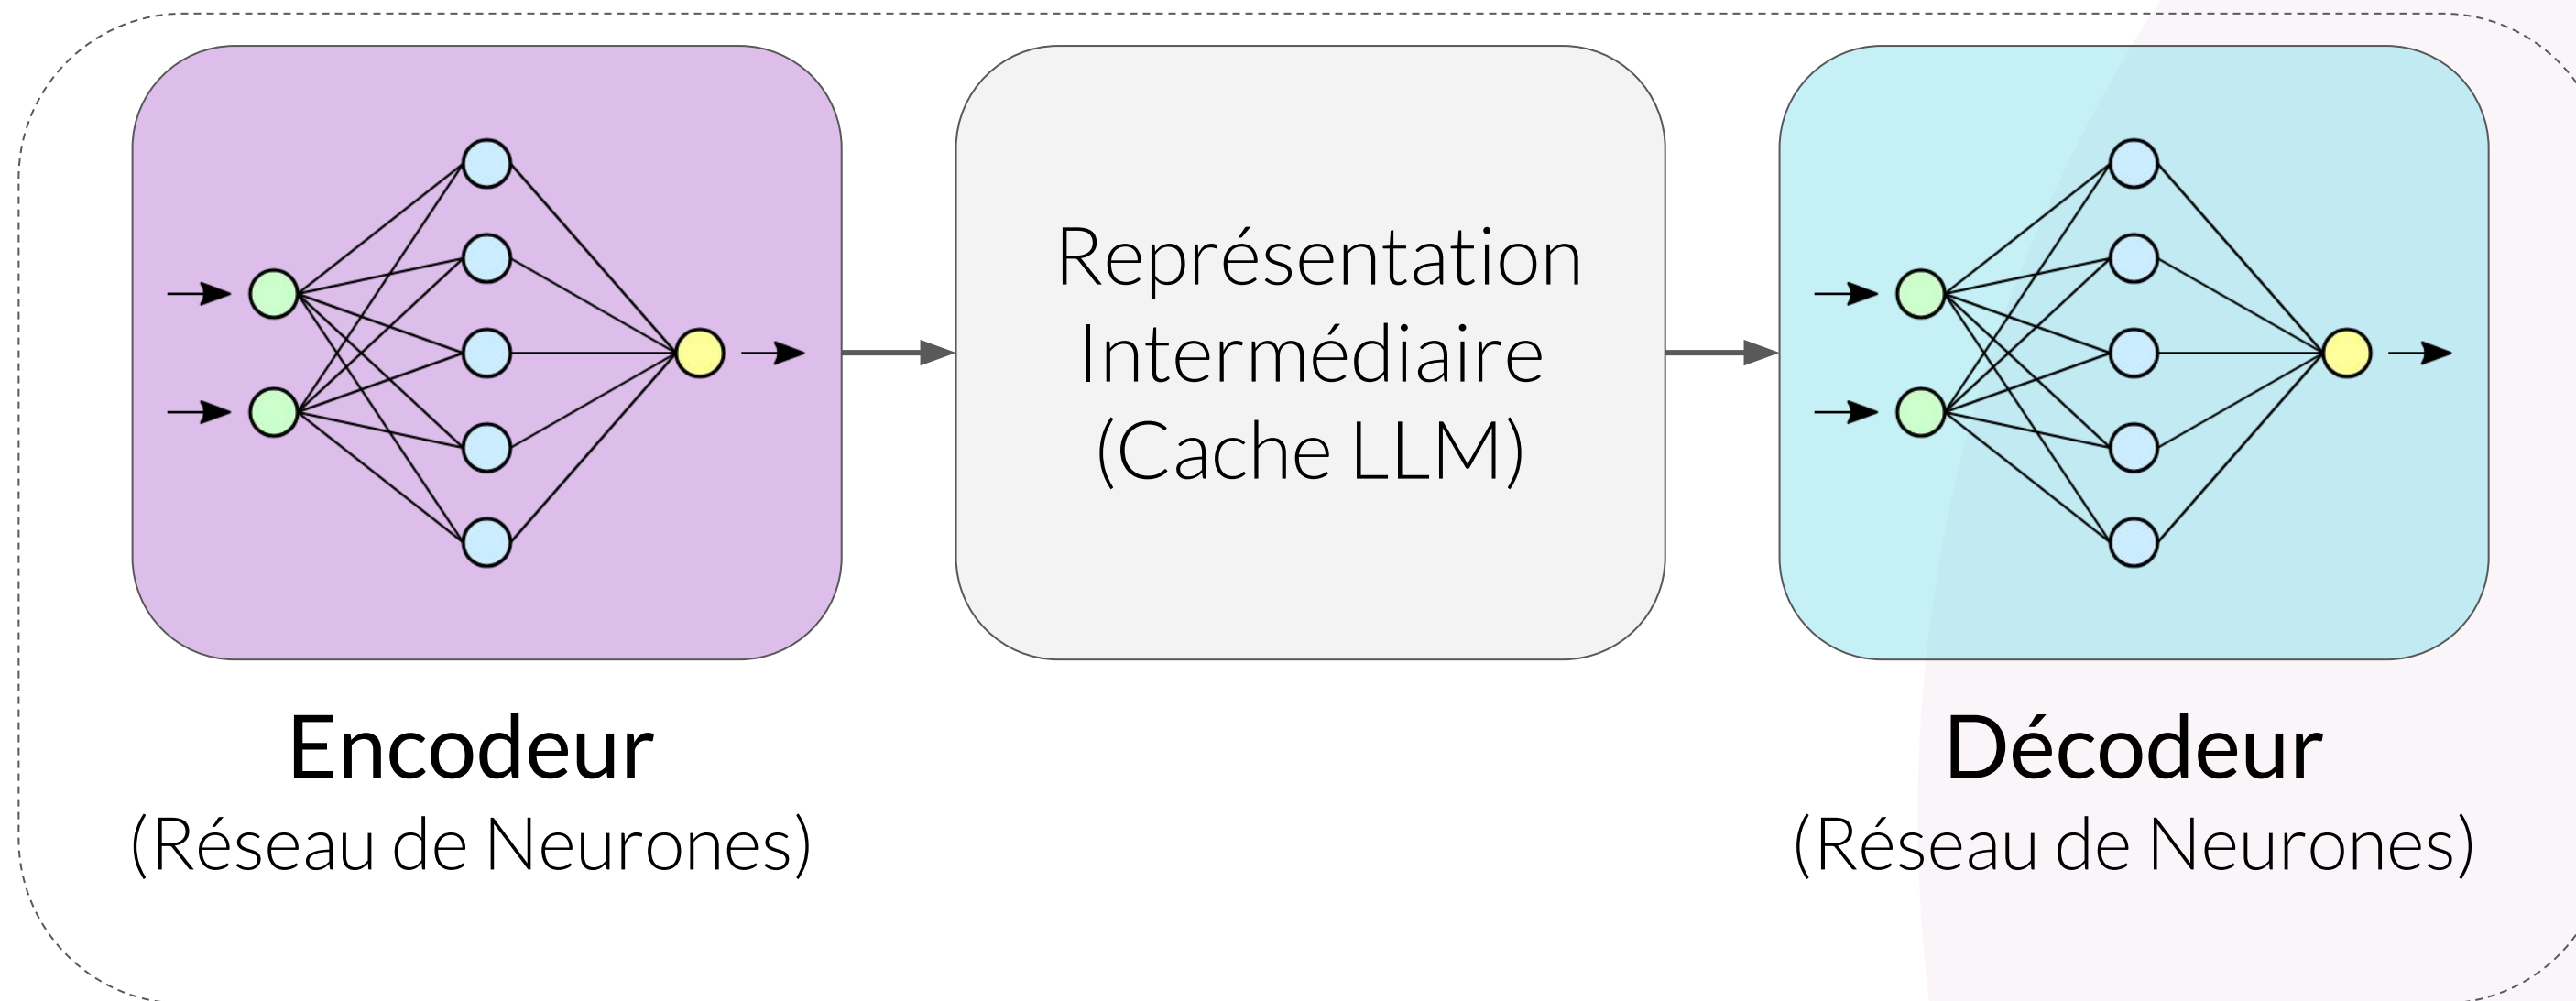 Représentation
Intermédiaire
(Cache LLM)
Encodeur
(Réseau de Neurones)
Décodeur
(Réseau de Neurones)